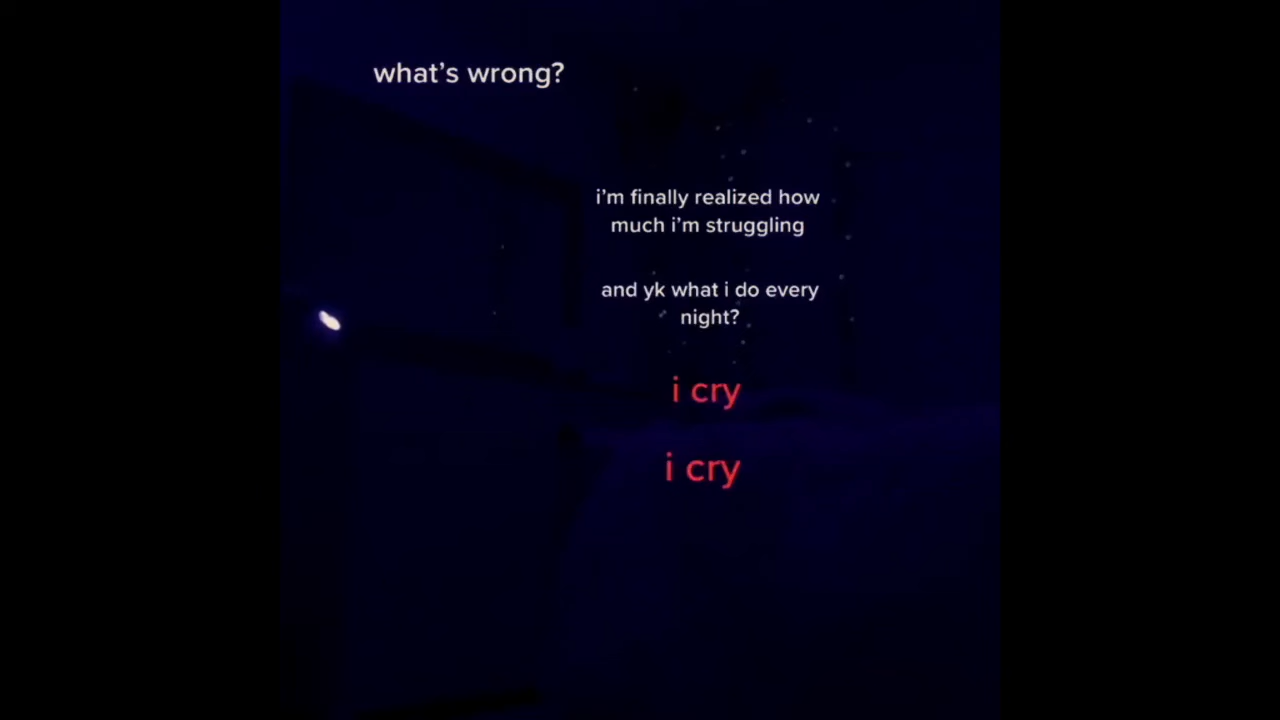 what's wrong?
i'm finally realized how
much i'm struggling
and yk what i do every
night?
i cry
i cry